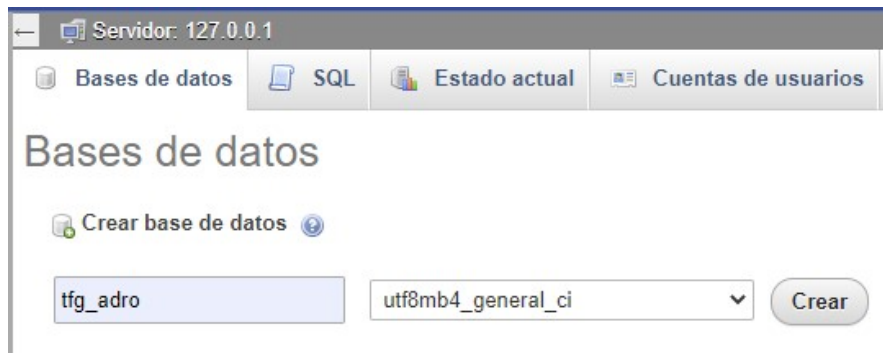 Servidor: 127.0.0.1
Bases de datos SQL Estado actual Cuentas de usuarios
Bases de datos
Crear base de datos
tfg_adro utf8mb4_general_ci Crear